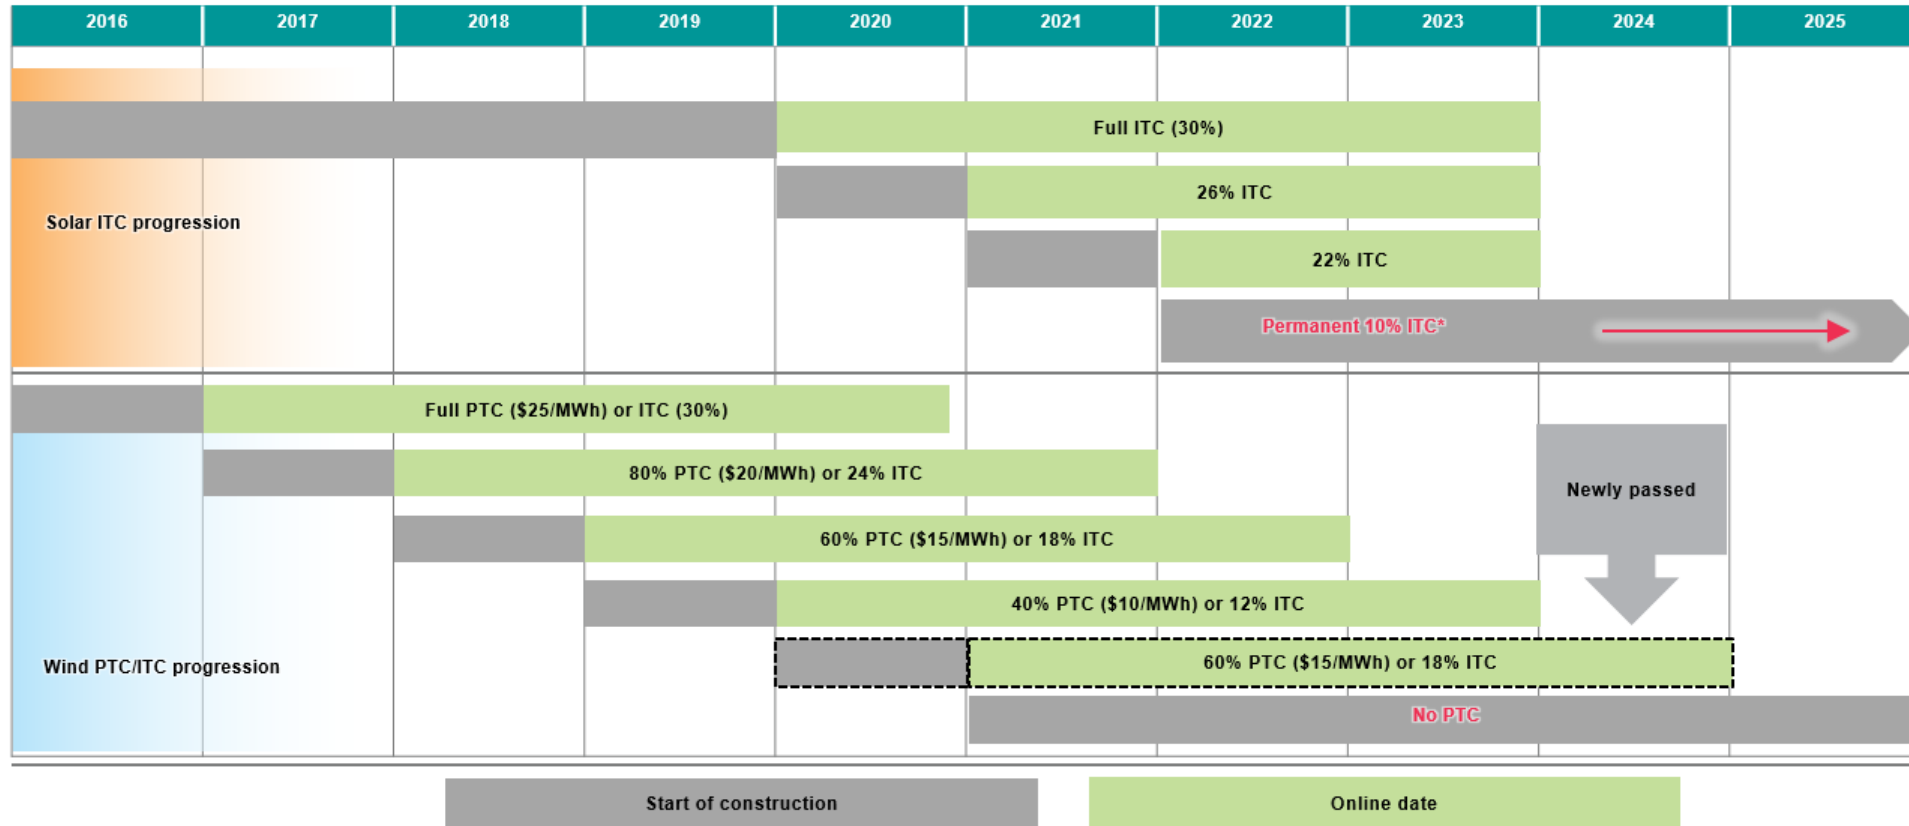 2016 2017 2018 2019 2020 2021 2022 2023 2024 2025
Full ITC (30%)
26% ITC
Solar ITC progression
22% ITC
Permanent 10% ITC*
Full PTC ($25/MWh) or ITC (30%)
80% PTC ($20/MWh) or 24% ITC
Newly passed
60% PTC ($15/MWh) or 18% ITC
40% PTC ($10/MWh) or 12% ITC
Wind PTC/ITC progression
60% PTC ($15/MWh) or 18% ITC
No PTC
Start of construction
Online date